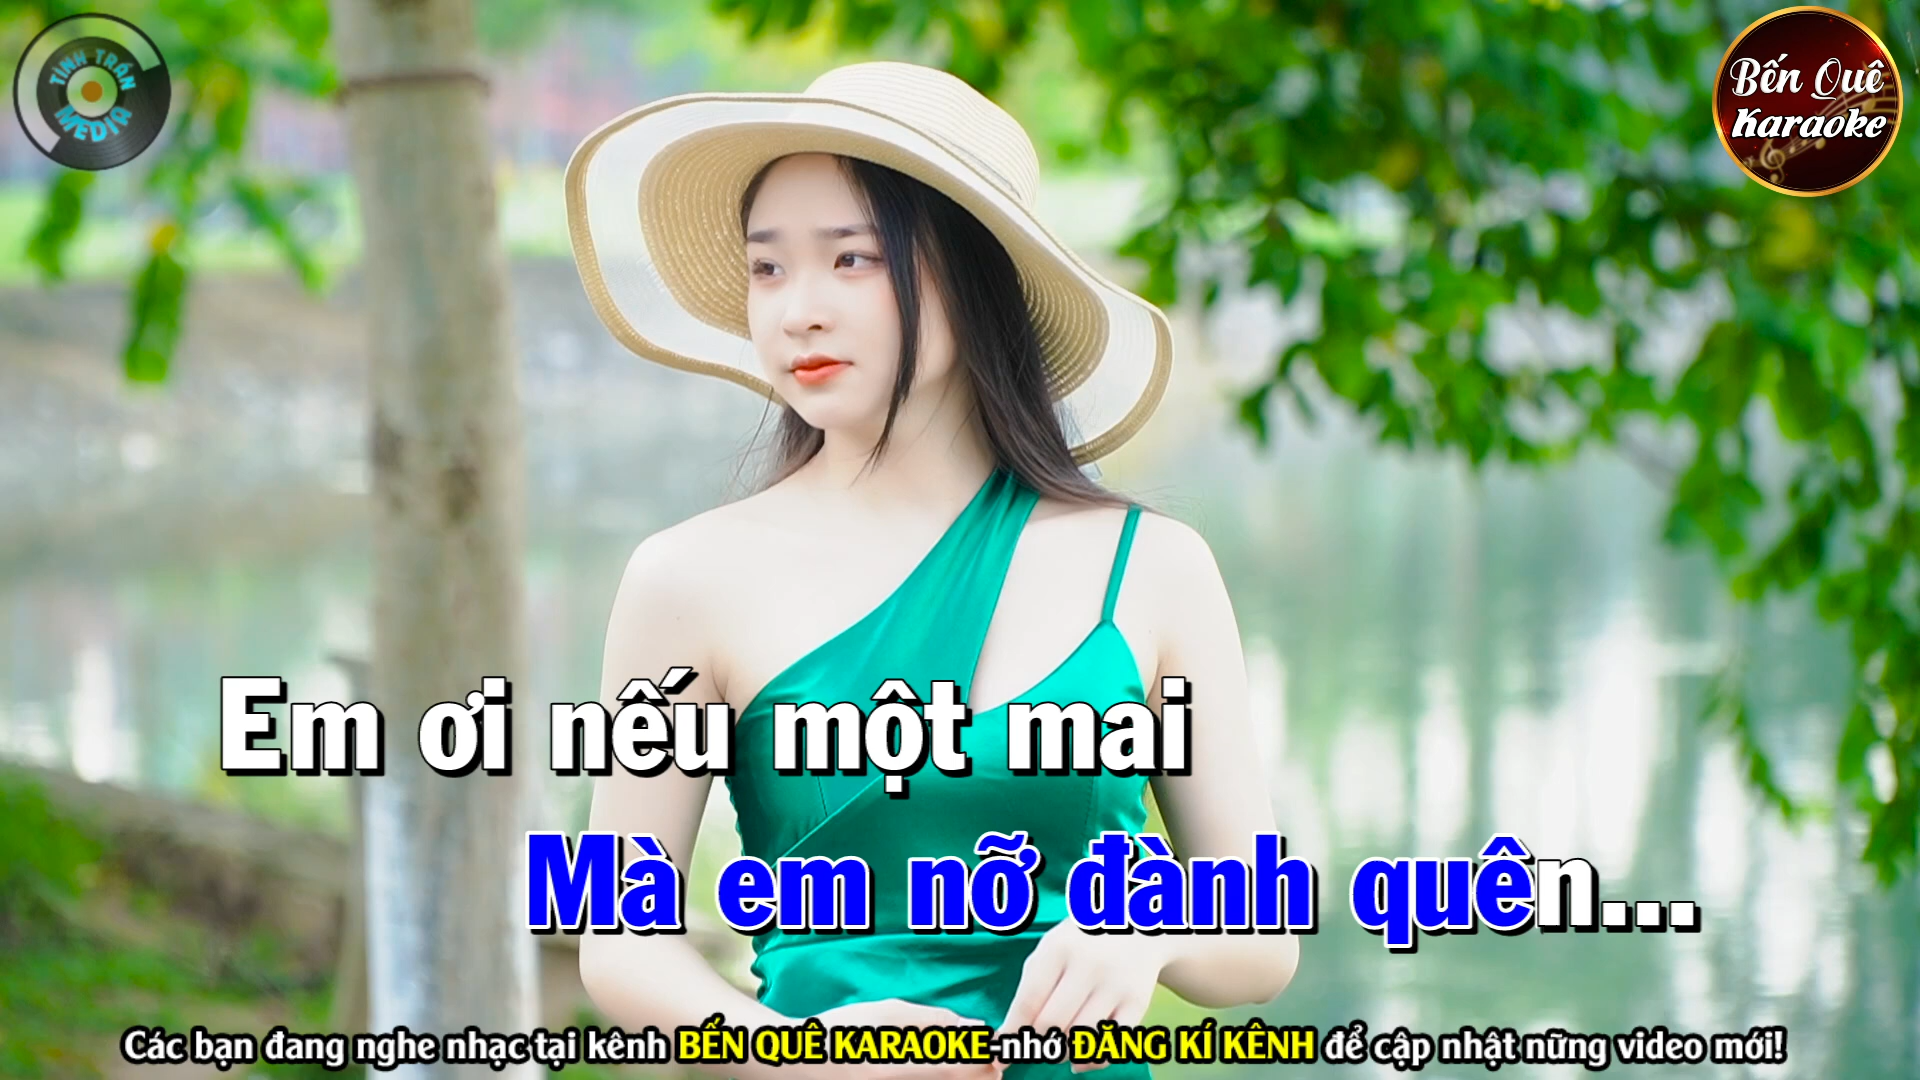 TÌNH TRẦN
MEDIA
Bến Quê
Karaoke
Em ơi nếu một mai
Mà em nỡ đành quên...
Các bạn đang nghe nhạc tại kênh BẾN QUÊ KARAOKE-nhớ ĐĂNG KÍ KÊNH để cập nhật nững video mới!